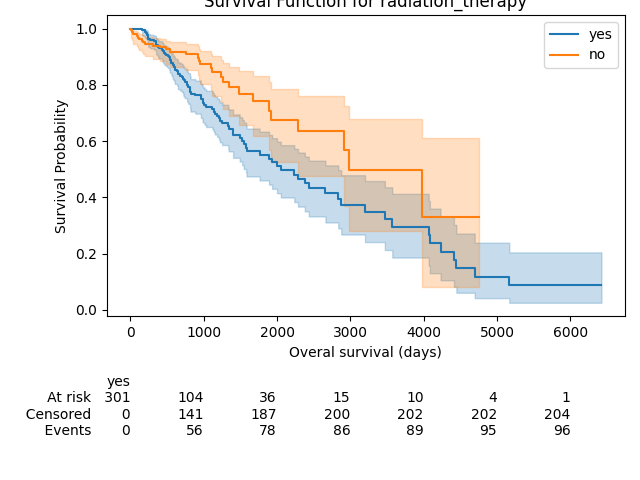 Survival Function for radiation_therapy
yes
no
1.0
0.8
0.6
0.4
0.2
0.0
Survival Probability
0 1000 2000 3000 4000 5000 6000
Overal survival (days)
yes
At risk 301 104 36 15 10 4 1
Censored 0 141 187 200 202 202 204
Events 0 56 78 86 89 95 96